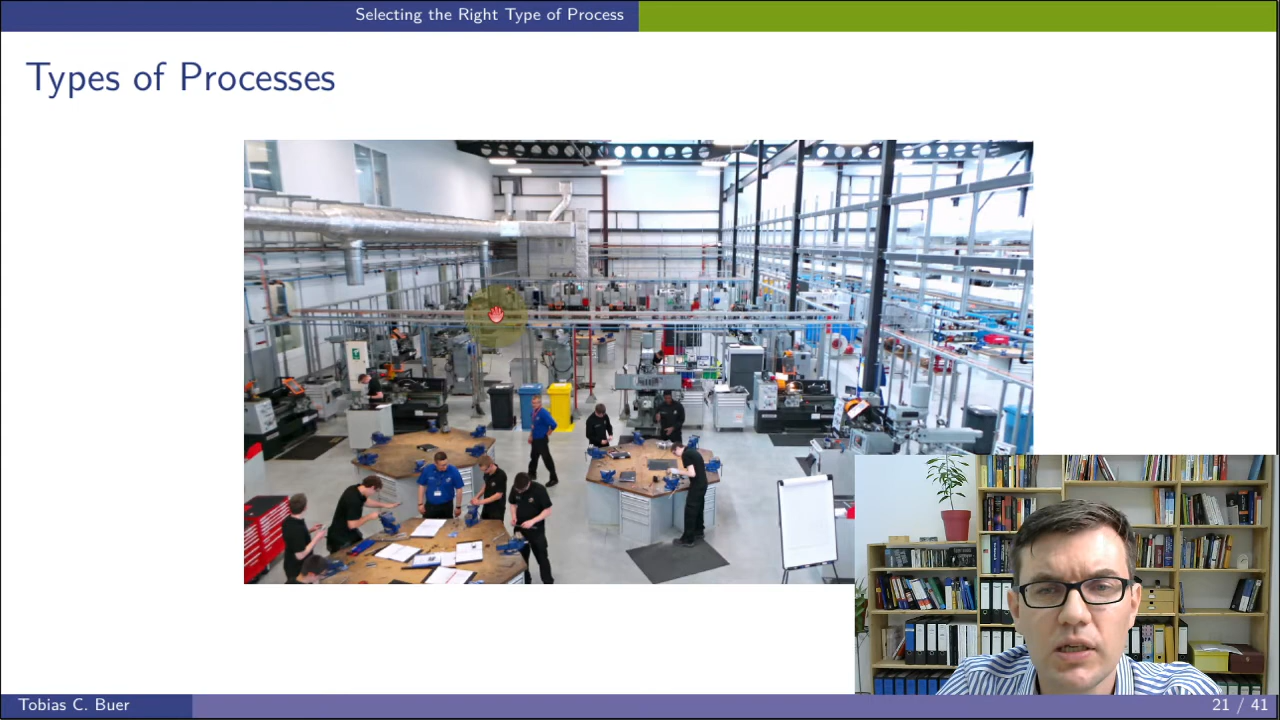 Selecting the Right Type of Process
Types of Processes
Tobias C. Buer
21 / 41